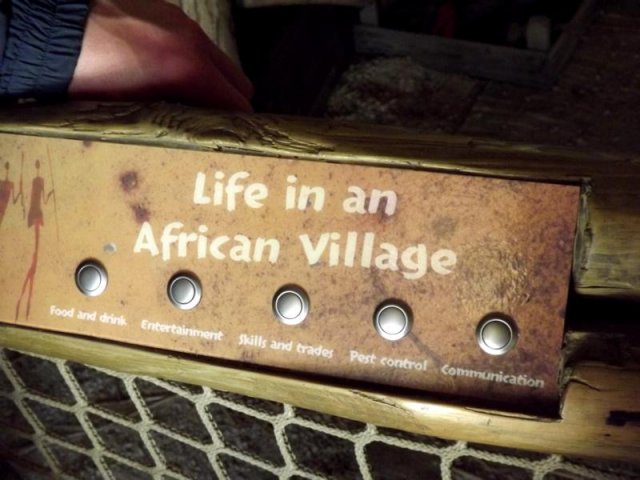 Life in an
African Village
Food and drink
Entertainment
Skills and trades
Pest control
Communication